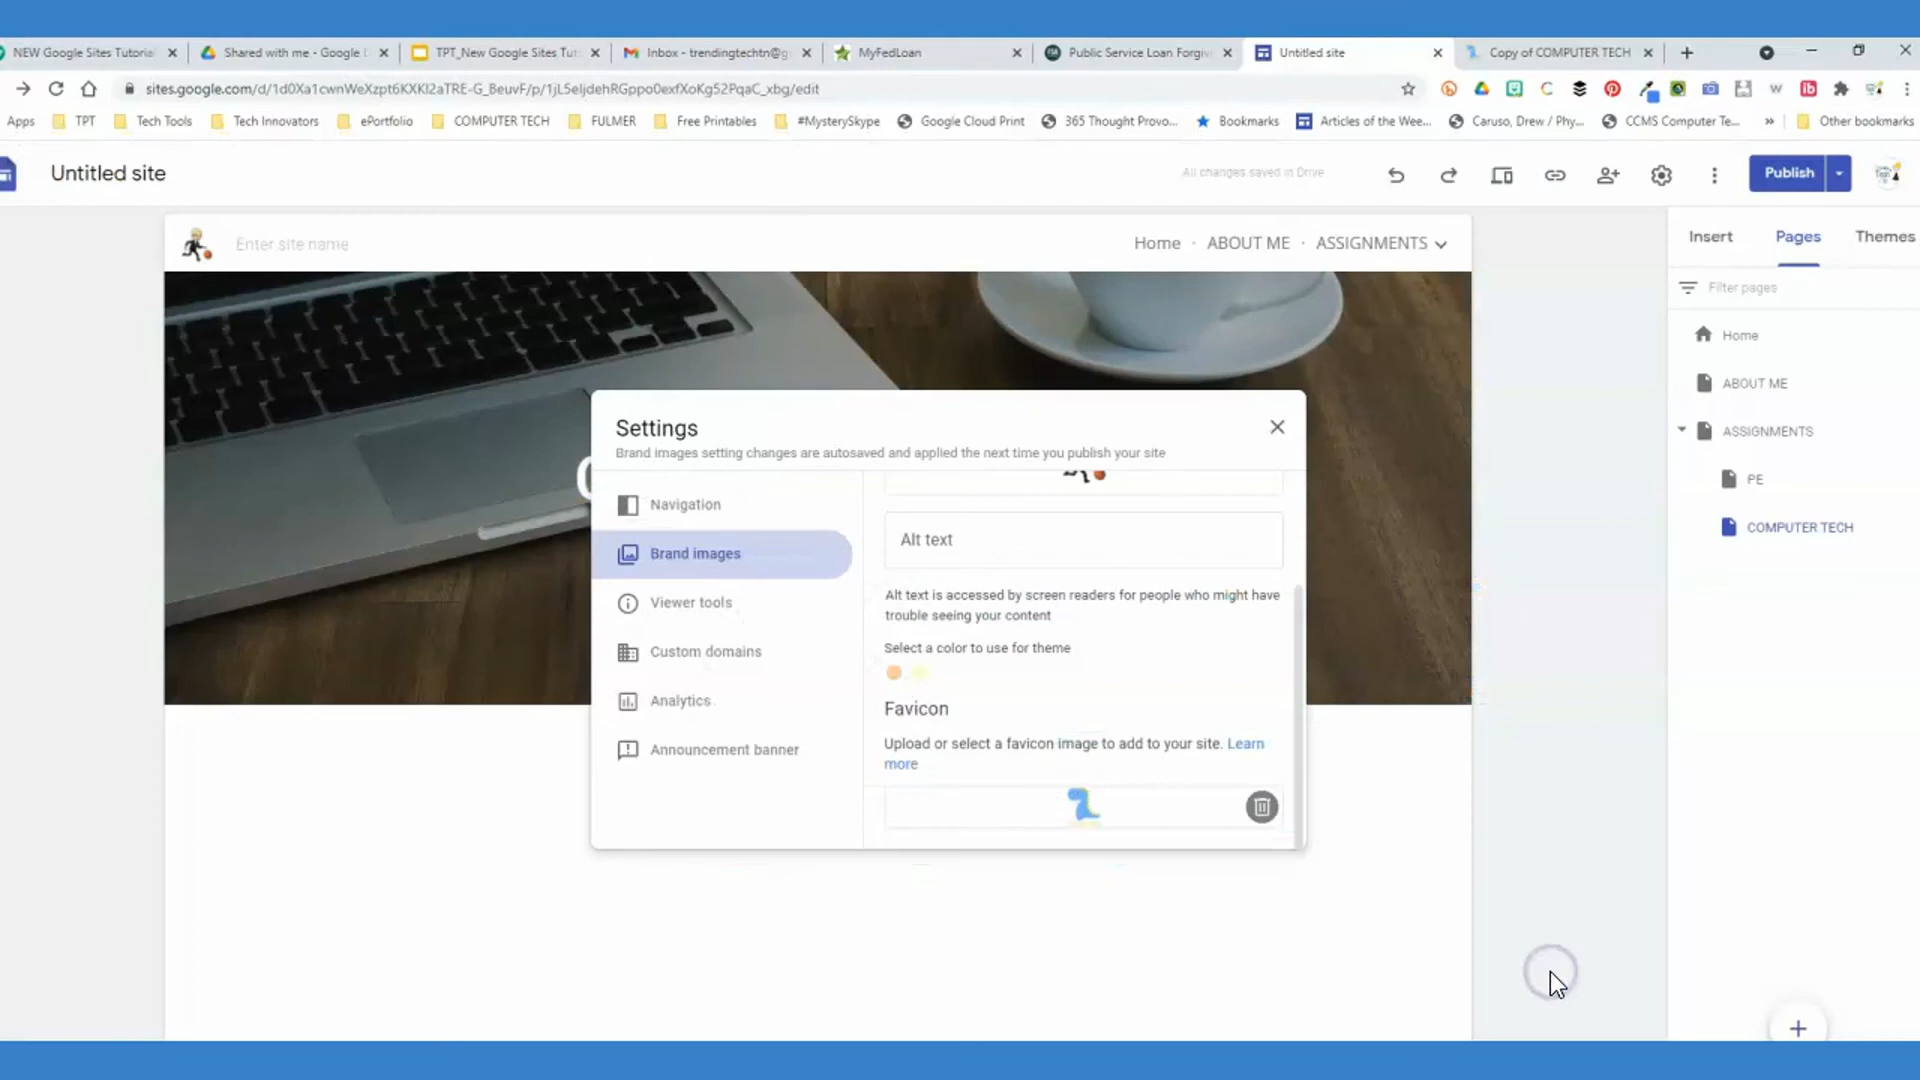 NEW Google Sites Tutorial
Shared with me - Google D
TPT_New Google Sites Tut
Inbox - trendingtechtn@g
MyFedLoan
Public Service Loan Forgiv
Untitled site
Copy of COMPUTER TECH
sites.google.com/d/1d0Xa1cwnWeXzpt6KXKI2aTRE-G_BeuvF/p/1jL5eIjdehRGppo0exfXoKg52PqaC_xbg/edit
Apps
TPT
Tech Tools
Tech Innovators
ePortfolio
COMPUTER TECH
FULMER
Free Printables
#MysterySkype
Google Cloud Print
365 Thought Provo...
Bookmarks
Articles of the Wee...
Caruso, Drew / Phy...
CCMS Computer Te...
»
Other bookmarks
Untitled site
All changes saved in Drive
Publish
Enter site name
Home
ABOUT ME
ASSIGNMENTS
Insert
Pages
Themes
Filter pages
Home
ABOUT ME
ASSIGNMENTS
PE
COMPUTER TECH
Settings
Brand images setting changes are autosaved and applied the next time you publish your site
Navigation
Brand images
Viewer tools
Custom domains
Analytics
Announcement banner
Alt text
Alt text is accessed by screen readers for people who might have
trouble seeing your content
Select a color to use for theme
Favicon
Upload or select a favicon image to add to your site. Learn
more